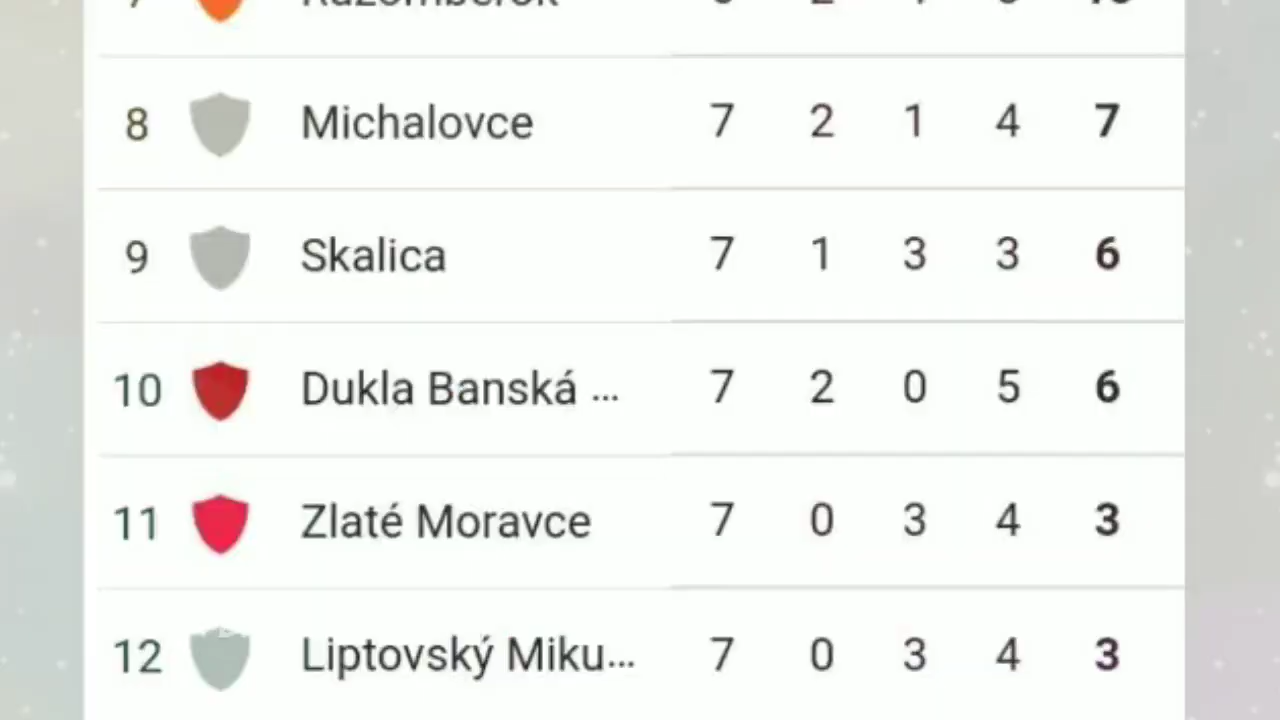 8 Michalovce 7 2 1 4 7
9 Skalica 7 1 3 3 6
10 Dukla Banská ... 7 2 0 5 6
11 Zlaté Moravce 7 0 3 4 3
12 Liptovský Miku... 7 0 3 4 3